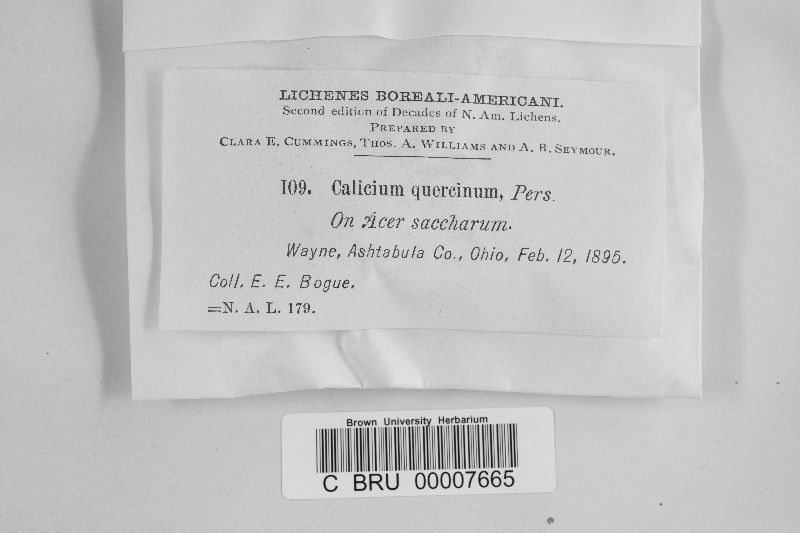 LICHENES BOREALI-AMERICANI.
Second edition of Decades of N. Am. Lichens.
PREPARED BY
CLARA E. CUMMINGS, THOS. A. WILLIAMS AND A. B. SEYMOUR.
109. Calicium quercinum, Pers.
On Acer saccharum.
Wayne, Ashtabula Co., Ohio, Feb. 12, 1895.
Coll. E. E. Bogue.
=N. A. L. 179.
Brown University Herbarium
C BRU 00007665